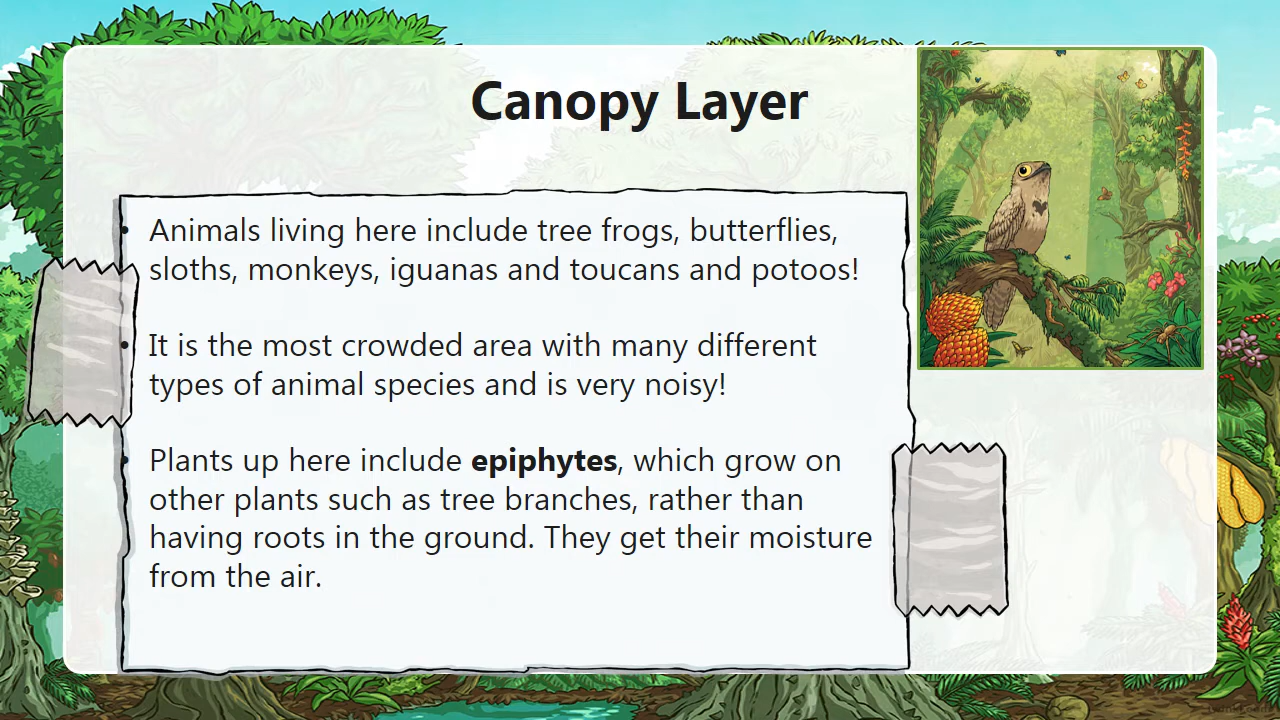 Canopy Layer
• Animals living here include tree frogs, butterflies,
sloths, monkeys, iguanas and toucans and potoos!
• It is the most crowded area with many different
types of animal species and is very noisy!
• Plants up here include epiphytes, which grow on
other plants such as tree branches, rather than
having roots in the ground. They get their moisture
from the air.